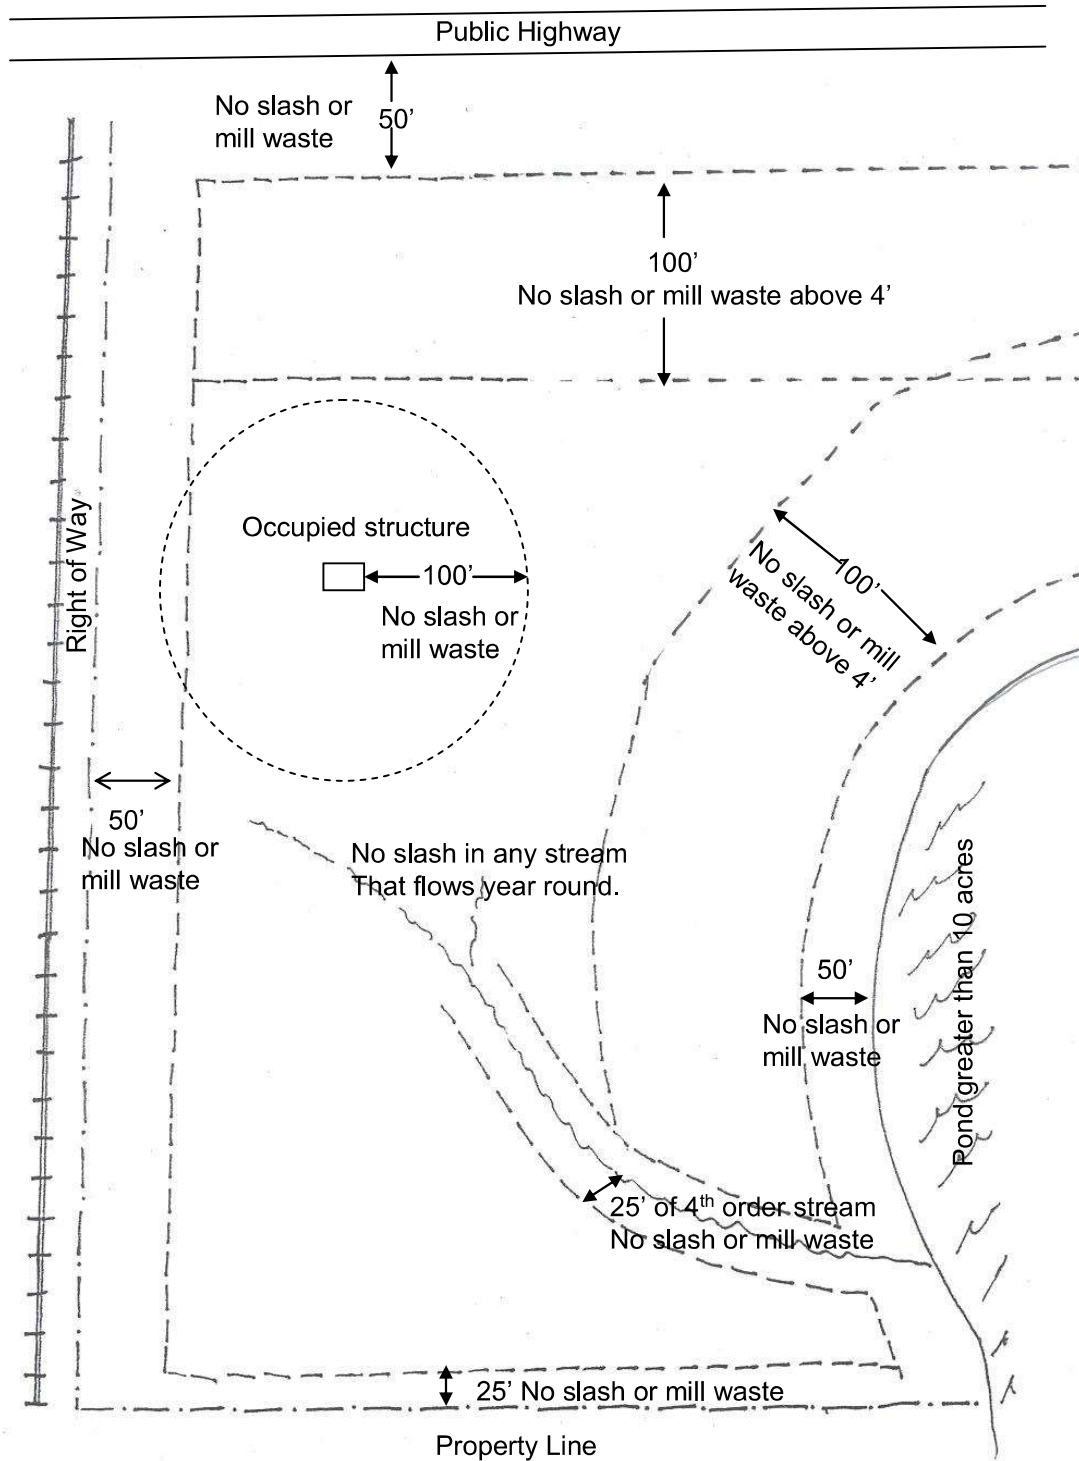 Public Highway
No slash or
mill waste
50’
100’
No slash or mill waste above 4’
Right of Way
Occupied structure
100’
No slash or
mill waste
100’
No slash or mill
waste above 4’
50’
No slash or
mill waste
No slash in any stream
That flows year round.
Pond greater than 10 acres
50’
No slash or
mill waste
25’ of 4th order stream
No slash or mill waste
25’ No slash or mill waste
Property Line